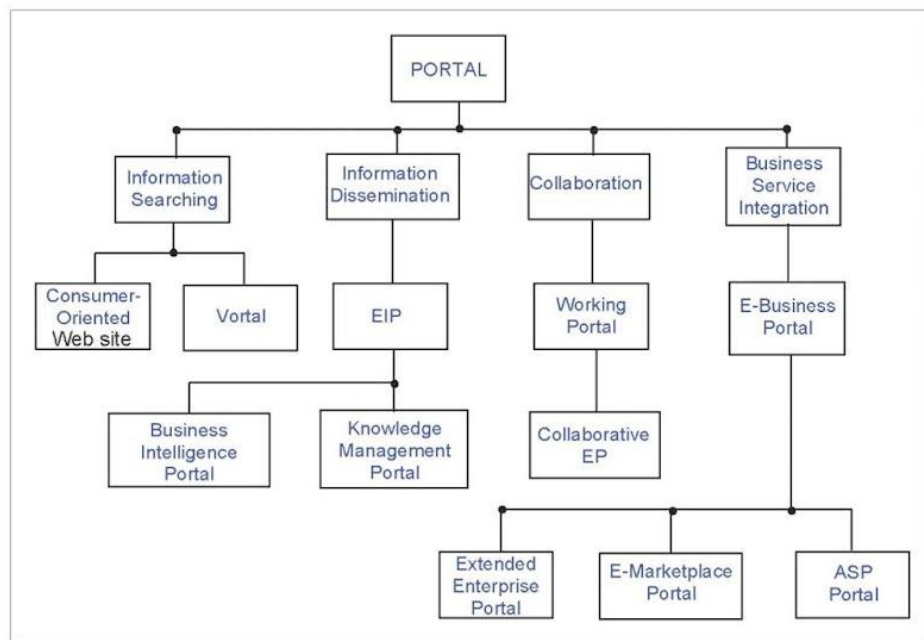 PORTAL
Information
Searching
Information
Dissemination
Collaboration
Business
Service
Integration
Consumer-
Oriented
Web site
Vortal
EIP
Working
Portal
E-Business
Portal
Business
Intelligence
Portal
Knowledge
Management
Portal
Collaborative
EP
Extended
Enterprise
Portal
E-Marketplace
Portal
ASP
Portal